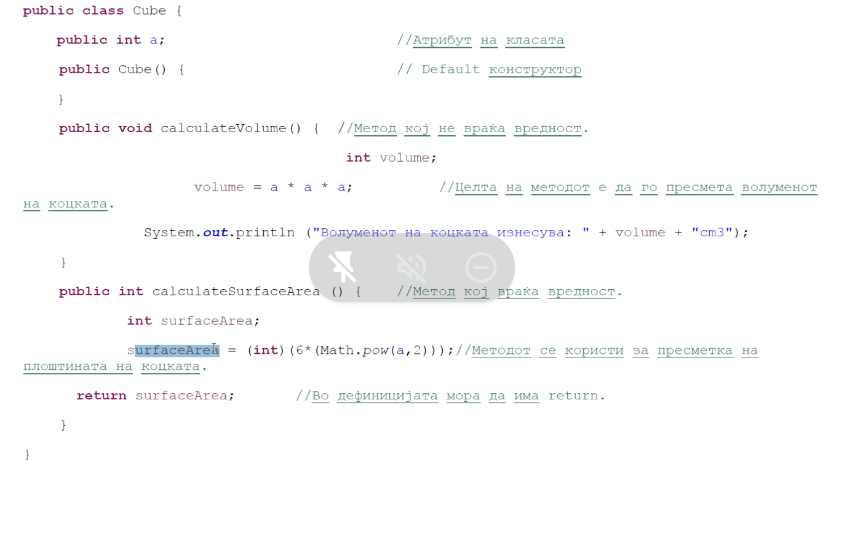 public class Cube {
public int a; //Атрибут на класата
public Cube() { // Default конструктор
}
public void calculateVolume() { //Метод кој не враќа вредност.
int volume;
volume = a * a * a; //Целта на методот е да го пресмета волуменот
на коцката.
System.out.println ("Волуменот на коцката изнесува: " + volume + "cm3");
}
public int calculateSurfaceArea () { //Метод кој враќа вредност.
int surfaceArea;
surfaceArea = (int)(6*(Math.pow(a,2)));//Методот се користи за пресметка на
плоштината на коцката.
return surfaceArea; //Во дефиницијата мора да има return.
}
}